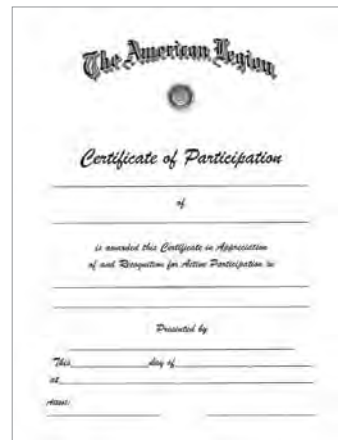 The American Legion
Certificate of Participation
of
is awarded this Certificate in Appreciation
of and Recognition for Active Participation in
Presented by
This day of
at
Attest: